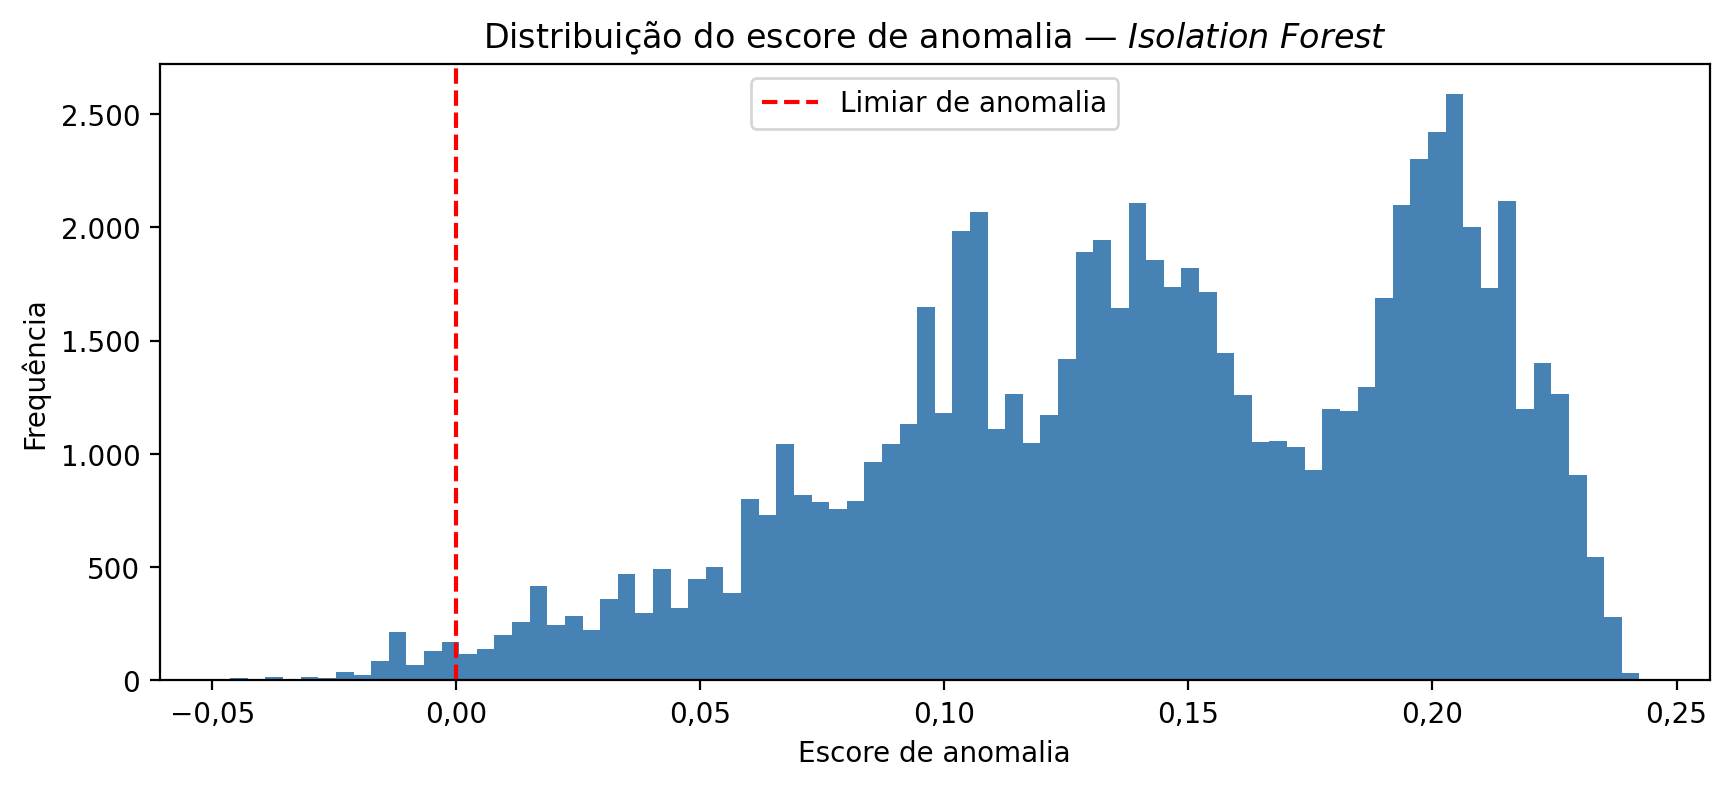 Distribuição do escore de anomalia — Isolation Forest
Limiar de anomalia
Frequência
2.500
2.000
1.500
1.000
500
0
−0,05 0,00 0,05 0,10 0,15 0,20 0,25
Escore de anomalia